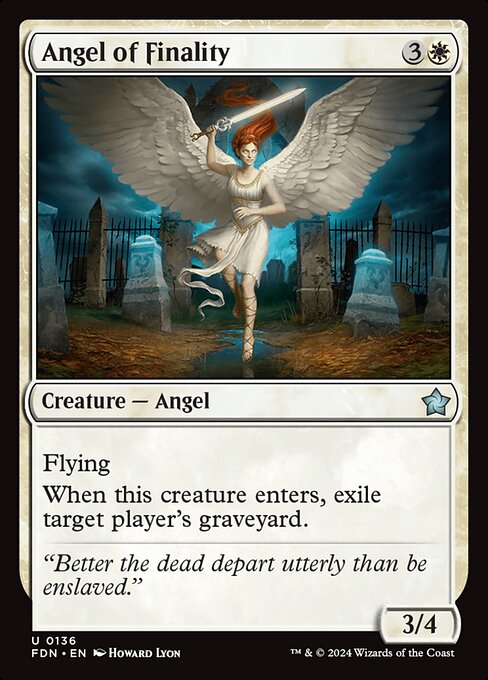 Angel of Finality 3
Creature — Angel
Flying
When this creature enters, exile
target player's graveyard.
“Better the dead depart utterly than be
enslaved.”
3/4
U 0136
FDN • EN Howard Lyon ™ & © 2024 Wizards of the Coast